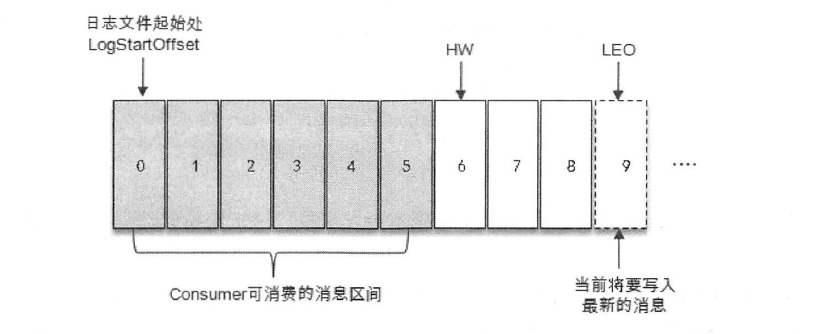 日志文件起始处
LogStartOffset
HW
LEO
0 1 2 3 4 5 6 7 8 9 ····
Consumer可消费的消息区间
当前将要写入
最新的消息